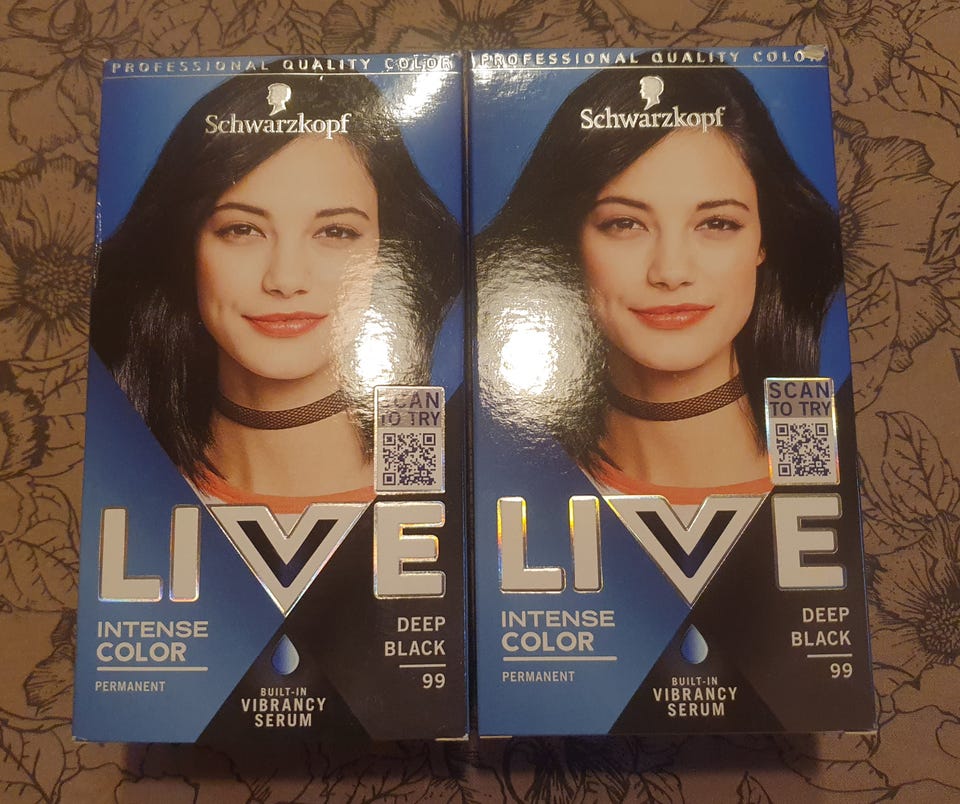 PROFESSIONAL QUALITY COLOR
Schwarzkopf
SCAN
TO TRY
LIVE
INTENSE
COLOR
PERMANENT
BUILT-IN
VIBRANCY
SERUM
DEEP
BLACK
99
PROFESSIONAL QUALITY COLOR
Schwarzkopf
SCAN
TO TRY
LIVE
INTENSE
COLOR
PERMANENT
BUILT-IN
VIBRANCY
SERUM
DEEP
BLACK
99